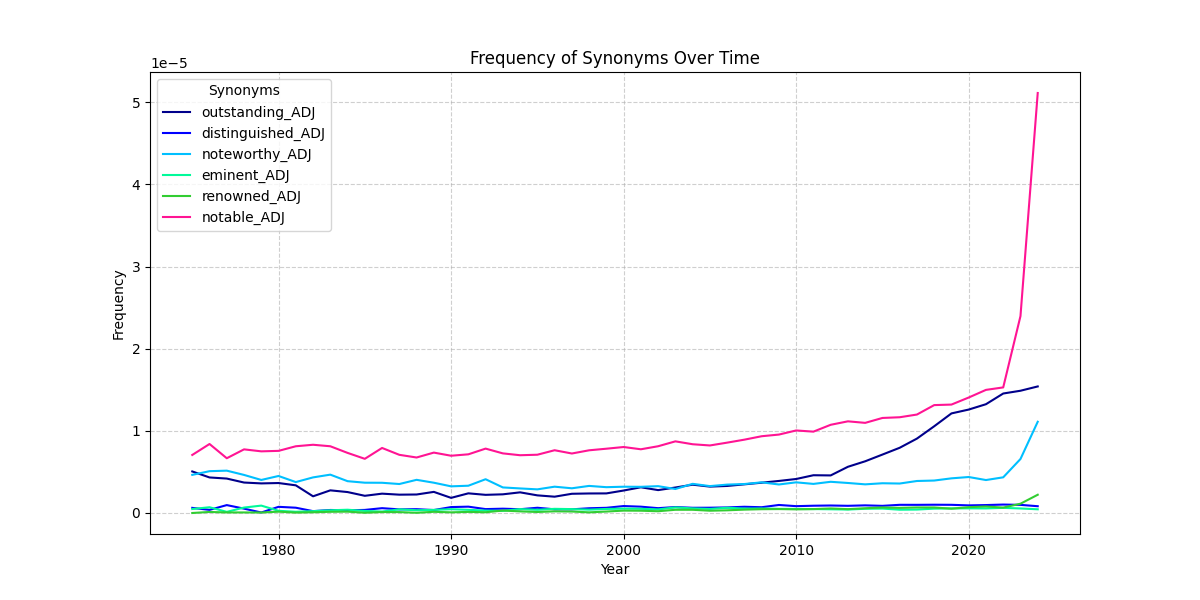 Frequency of Synonyms Over Time
1e−5
Synonyms
outstanding_ADJ
distinguished_ADJ
noteworthy_ADJ
eminent_ADJ
renowned_ADJ
notable_ADJ
5
4
3
2
1
0
Frequency
1980
1990
2000
2010
2020
Year